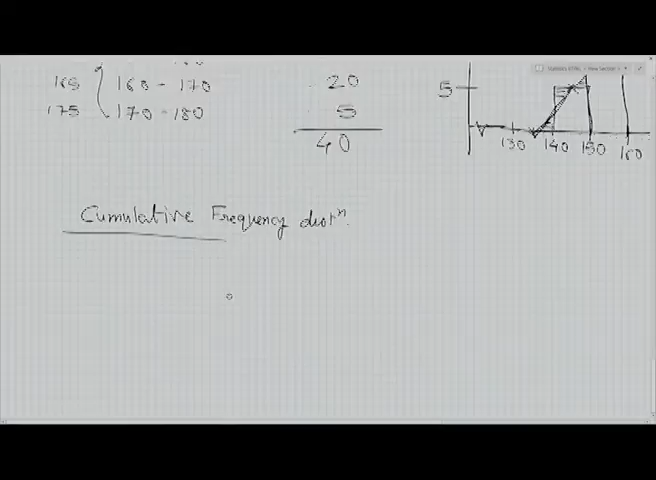 165 160 - 170 20
175 170 - 180 5
40
5
130 140 150 160
Cumulative Frequency distⁿ.